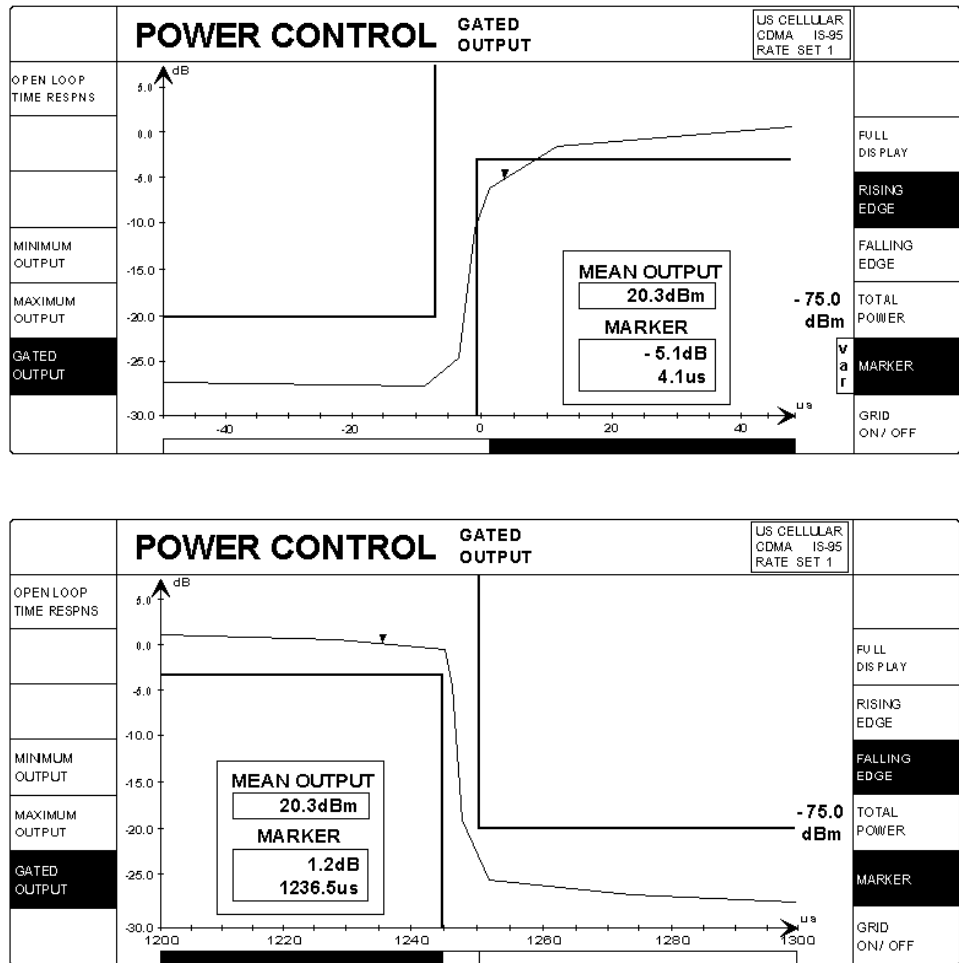 POWER CONTROL GATED OUTPUT
US CELLULAR
CDMA IS-95
RATE SET 1
OPEN LOOP
TIME RESPNS
MINIMUM
OUTPUT
MAXIMUM
OUTPUT
GATED
OUTPUT
dB
5.0
0.0
-5.0
-10.0
-15.0
-20.0
-25.0
-30.0
-40
-20
0
20
40
us
MEAN OUTPUT
20.3dBm
MARKER
- 5.1dB
4.1us
- 75.0
dBm
var
FULL
DISPLAY
RISING
EDGE
FALLING
EDGE
TOTAL
POWER
MARKER
GRID
ON/ OFF
POWER CONTROL GATED OUTPUT
US CELLULAR
CDMA IS-95
RATE SET 1
OPEN LOOP
TIME RESPNS
MINIMUM
OUTPUT
MAXIMUM
OUTPUT
GATED
OUTPUT
dB
5.0
0.0
-5.0
-10.0
-15.0
-20.0
-25.0
-30.0
1200
1220
1240
1260
1280
1300
us
MEAN OUTPUT
20.3dBm
MARKER
1.2dB
1236.5us
- 75.0
dBm
FULL
DISPLAY
RISING
EDGE
FALLING
EDGE
TOTAL
POWER
MARKER
GRID
ON/ OFF